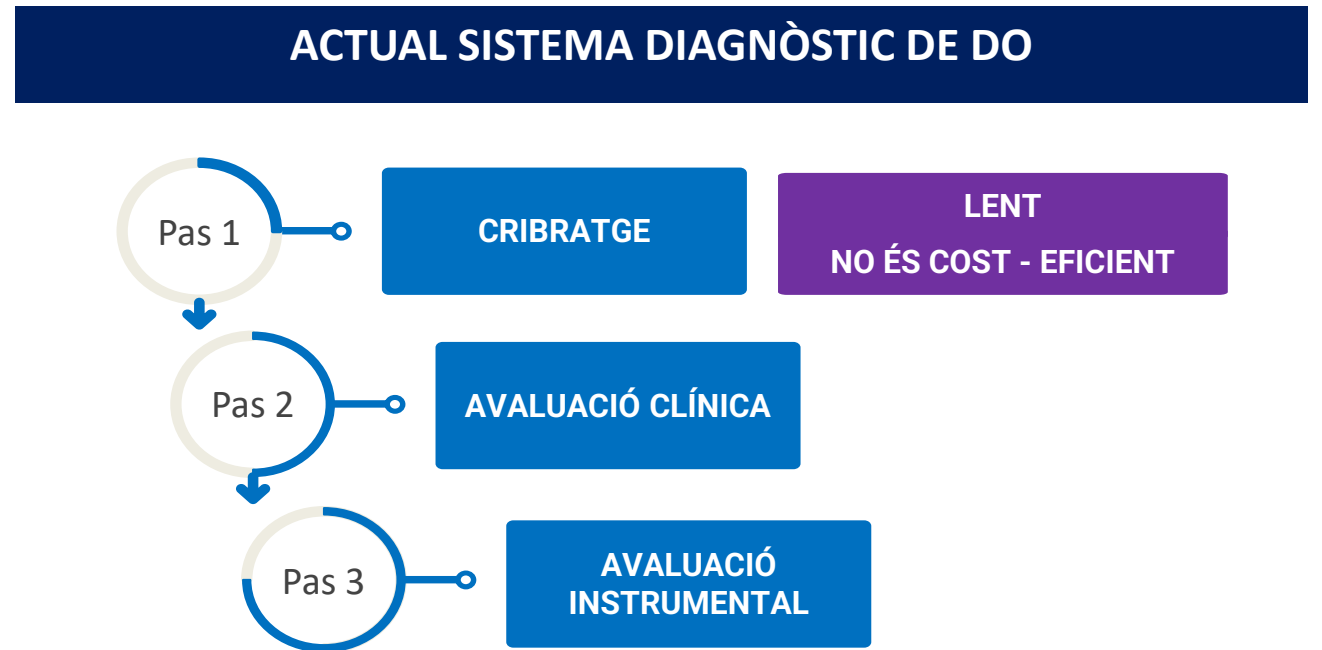 ACTUAL SISTEMA DIAGNÒSTIC DE DO
Pas 1
CRIBRATGE
LENT
NO ÉS COST - EFICIENT
Pas 2
AVALUACIÓ CLÍNICA
Pas 3
AVALUACIÓ
INSTRUMENTAL